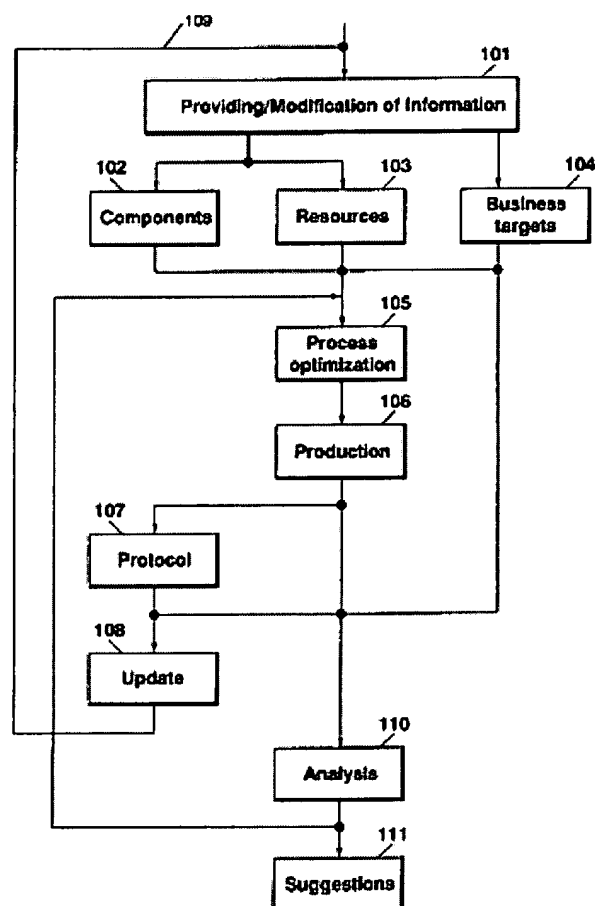 109
101
Providing/Modification of Information
102
Components
103
Resources
104
Business
targets
105
Process
optimization
106
Production
107
Protocol
108
Update
110
Analysis
111
Suggestions